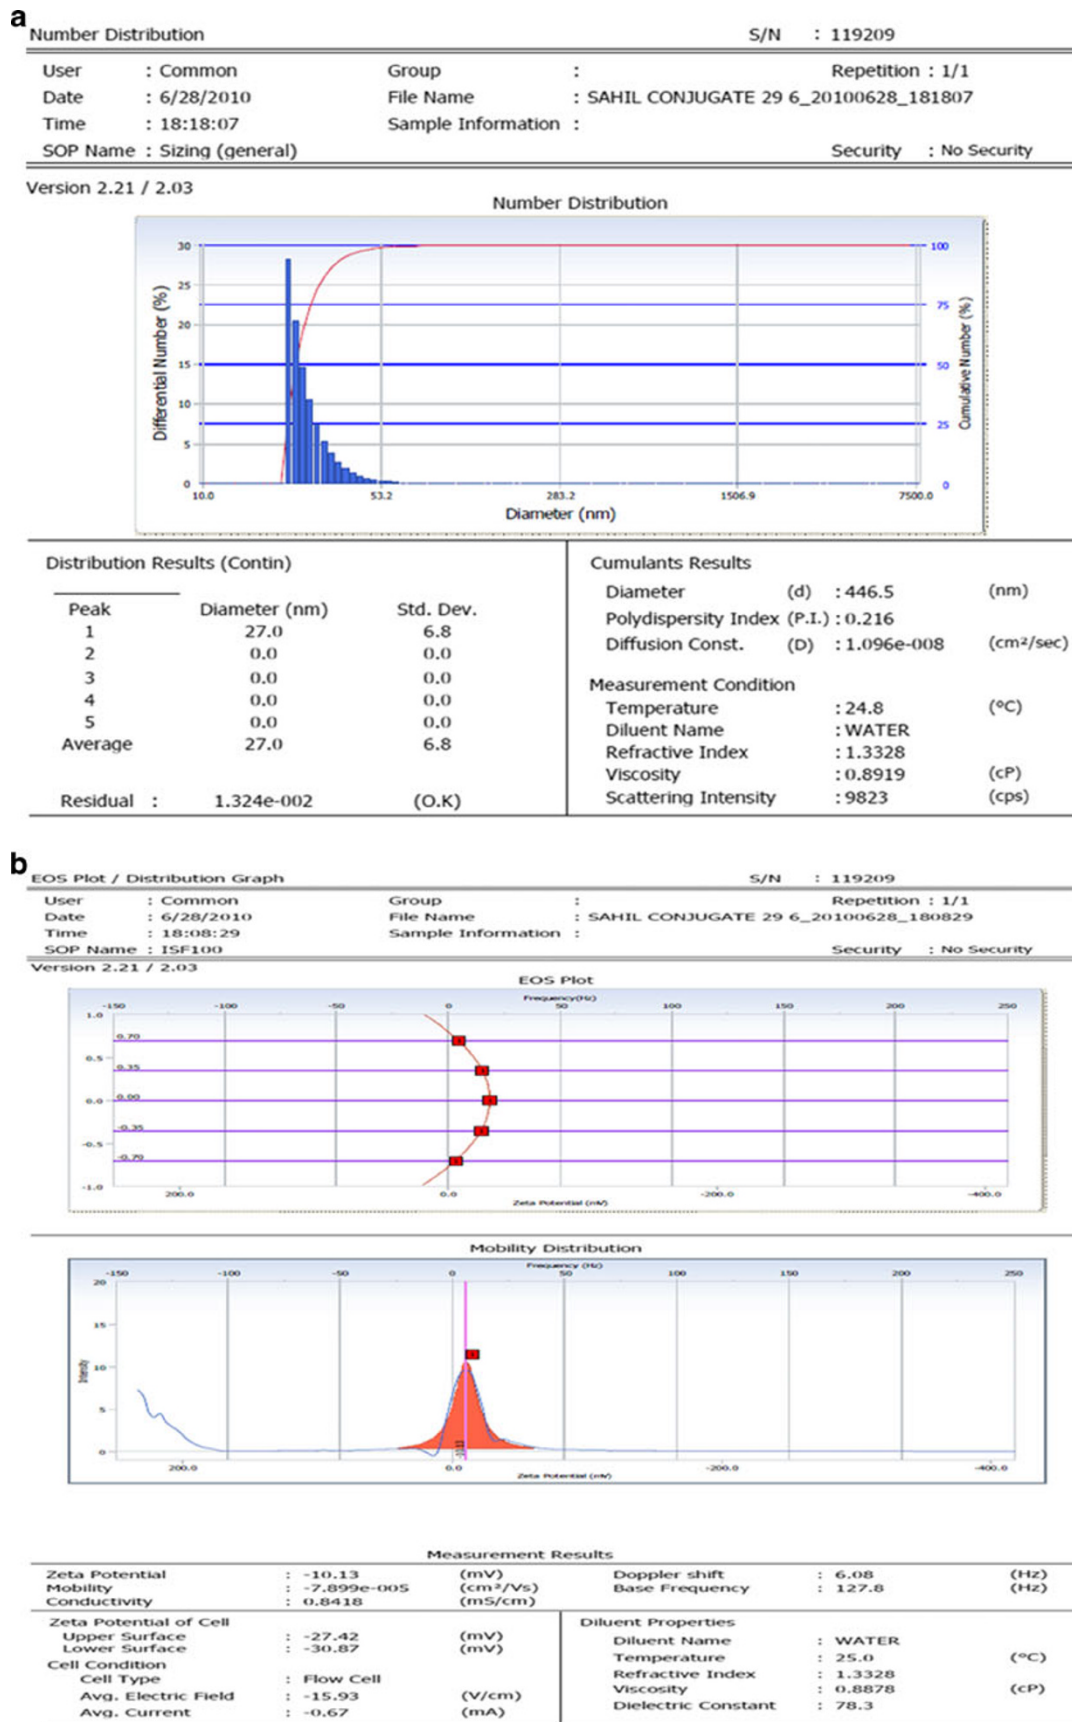 a
Number Distribution S/N : 119209
User : Common Group : Repetition : 1/1
Date : 6/28/2010 File Name : SAHIL CONJUGATE 29 6_20100628_181807
Time : 18:18:07 Sample Information :
SOP Name : Sizing (general) Security : No Security
Version 2.21 / 2.03
Number Distribution
30 100
25
75
20
15 50
10
25
5
0 0
10.0 53.2 283.2 1506.9 7500.0
Differential Number (%)
Cumulative Number (%)
Diameter (nm)
Distribution Results (Contin)
Peak Diameter (nm) Std. Dev.
1 27.0 6.8
2 0.0 0.0
3 0.0 0.0
4 0.0 0.0
5 0.0 0.0
Average 27.0 6.8
Residual : 1.324e-002 (O.K)
Cumulants Results
Diameter (d) : 446.5 (nm)
Polydispersity Index (P.I.) : 0.216
Diffusion Const. (D) : 1.096e-008 (cm²/sec)
Measurement Condition
Temperature : 24.8 (°C)
Diluent Name : WATER
Refractive Index : 1.3328
Viscosity : 0.8919 (cP)
Scattering Intensity : 9823 (cps)
b
EOS Plot / Distribution Graph S/N : 119209
User : Common Group : Repetition : 1/1
Date : 6/28/2010 File Name : SAHIL CONJUGATE 29 6_20100628_180829
Time : 18:08:29 Sample Information :
SOP Name : ISF100 Security : No Security
Version 2.21 / 2.03
EOS Plot
Frequency(Hz)
-150 -100 -50 0 50 100 150 200 250
1.0
0.70
0.5
0.35
0.0 0.00
-0.35
-0.5
-0.70
-1.0
200.0 0.0 -200.0 -400.0
Zeta Potential (mV)
Mobility Distribution
Frequency (Hz)
-150 -100 -50 0 50 100 150 200 250
20
15
10
5
0
Intensity
-10.13
200.0 0.0 -200.0 -400.0
Zeta Potential (mV)
Measurement Results
Zeta Potential : -10.13 (mV) Doppler shift : 6.08 (Hz)
Mobility : -7.899e-005 (cm²/Vs) Base Frequency : 127.8 (Hz)
Conductivity : 0.8418 (mS/cm)
Zeta Potential of Cell
Upper Surface : -27.42 (mV)
Lower Surface : -30.87 (mV)
Cell Condition
Cell Type : Flow Cell
Avg. Electric Field : -15.93 (V/cm)
Avg. Current : -0.67 (mA)
Diluent Properties
Diluent Name : WATER
Temperature : 25.0 (°C)
Refractive Index : 1.3328
Viscosity : 0.8878 (cP)
Dielectric Constant : 78.3